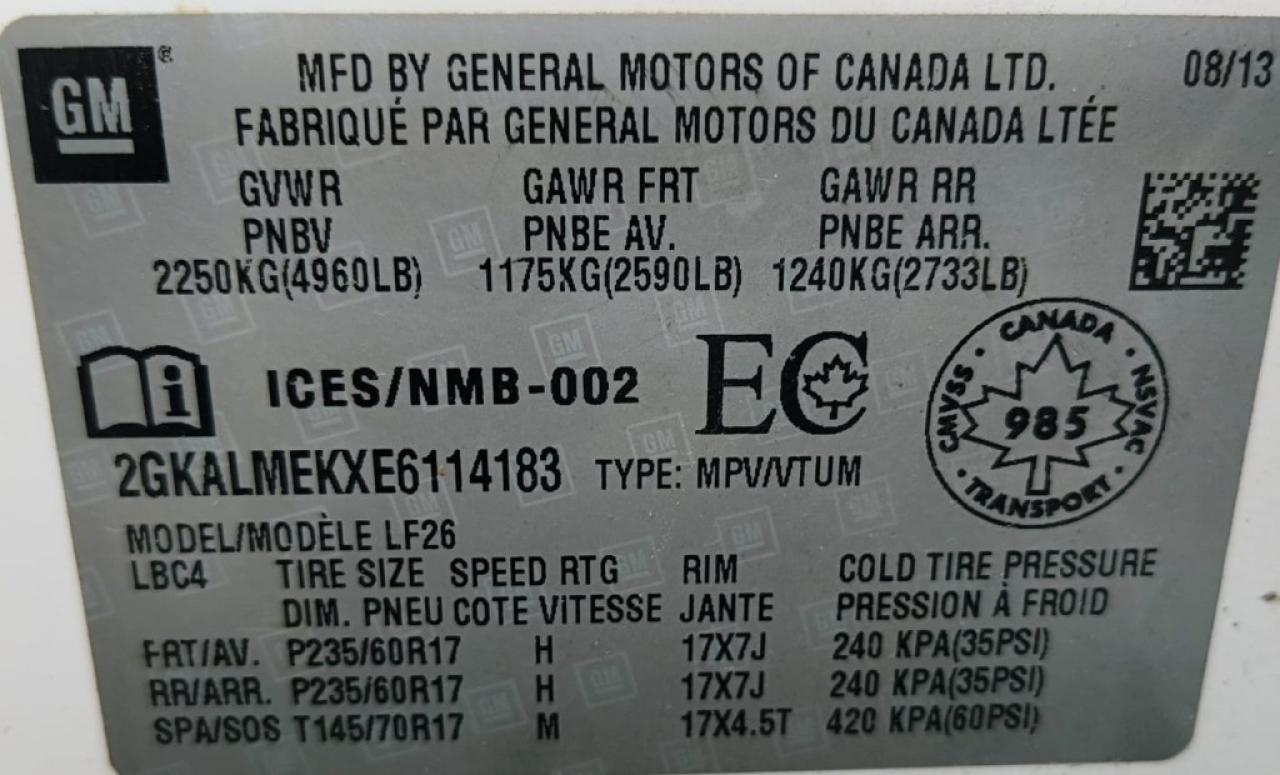 GM®
MFD BY GENERAL MOTORS OF CANADA LTD. 08/13
FABRIQUÉ PAR GENERAL MOTORS DU CANADA LTÉE
GVWR GAWR FRT GAWR RR
PNBV PNBE AV. PNBE ARR.
2250KG(4960LB) 1175KG(2590LB) 1240KG(2733LB)
i ICES/NMB-002 EC
CANADA · NSVAC · TRANSPORT · CMVSS ·
985
2GKALMEKXE6114183 TYPE: MPV/VTUM
MODEL/MODÈLE LF26
LBC4 TIRE SIZE SPEED RTG RIM COLD TIRE PRESSURE
DIM. PNEU COTE VITESSE JANTE PRESSION À FROID
FRT/AV. P235/60R17 H 17X7J 240 KPA(35PSI)
RR/ARR. P235/60R17 H 17X7J 240 KPA(35PSI)
SPA/SOS T145/70R17 M 17X4.5T 420 KPA(60PSI)